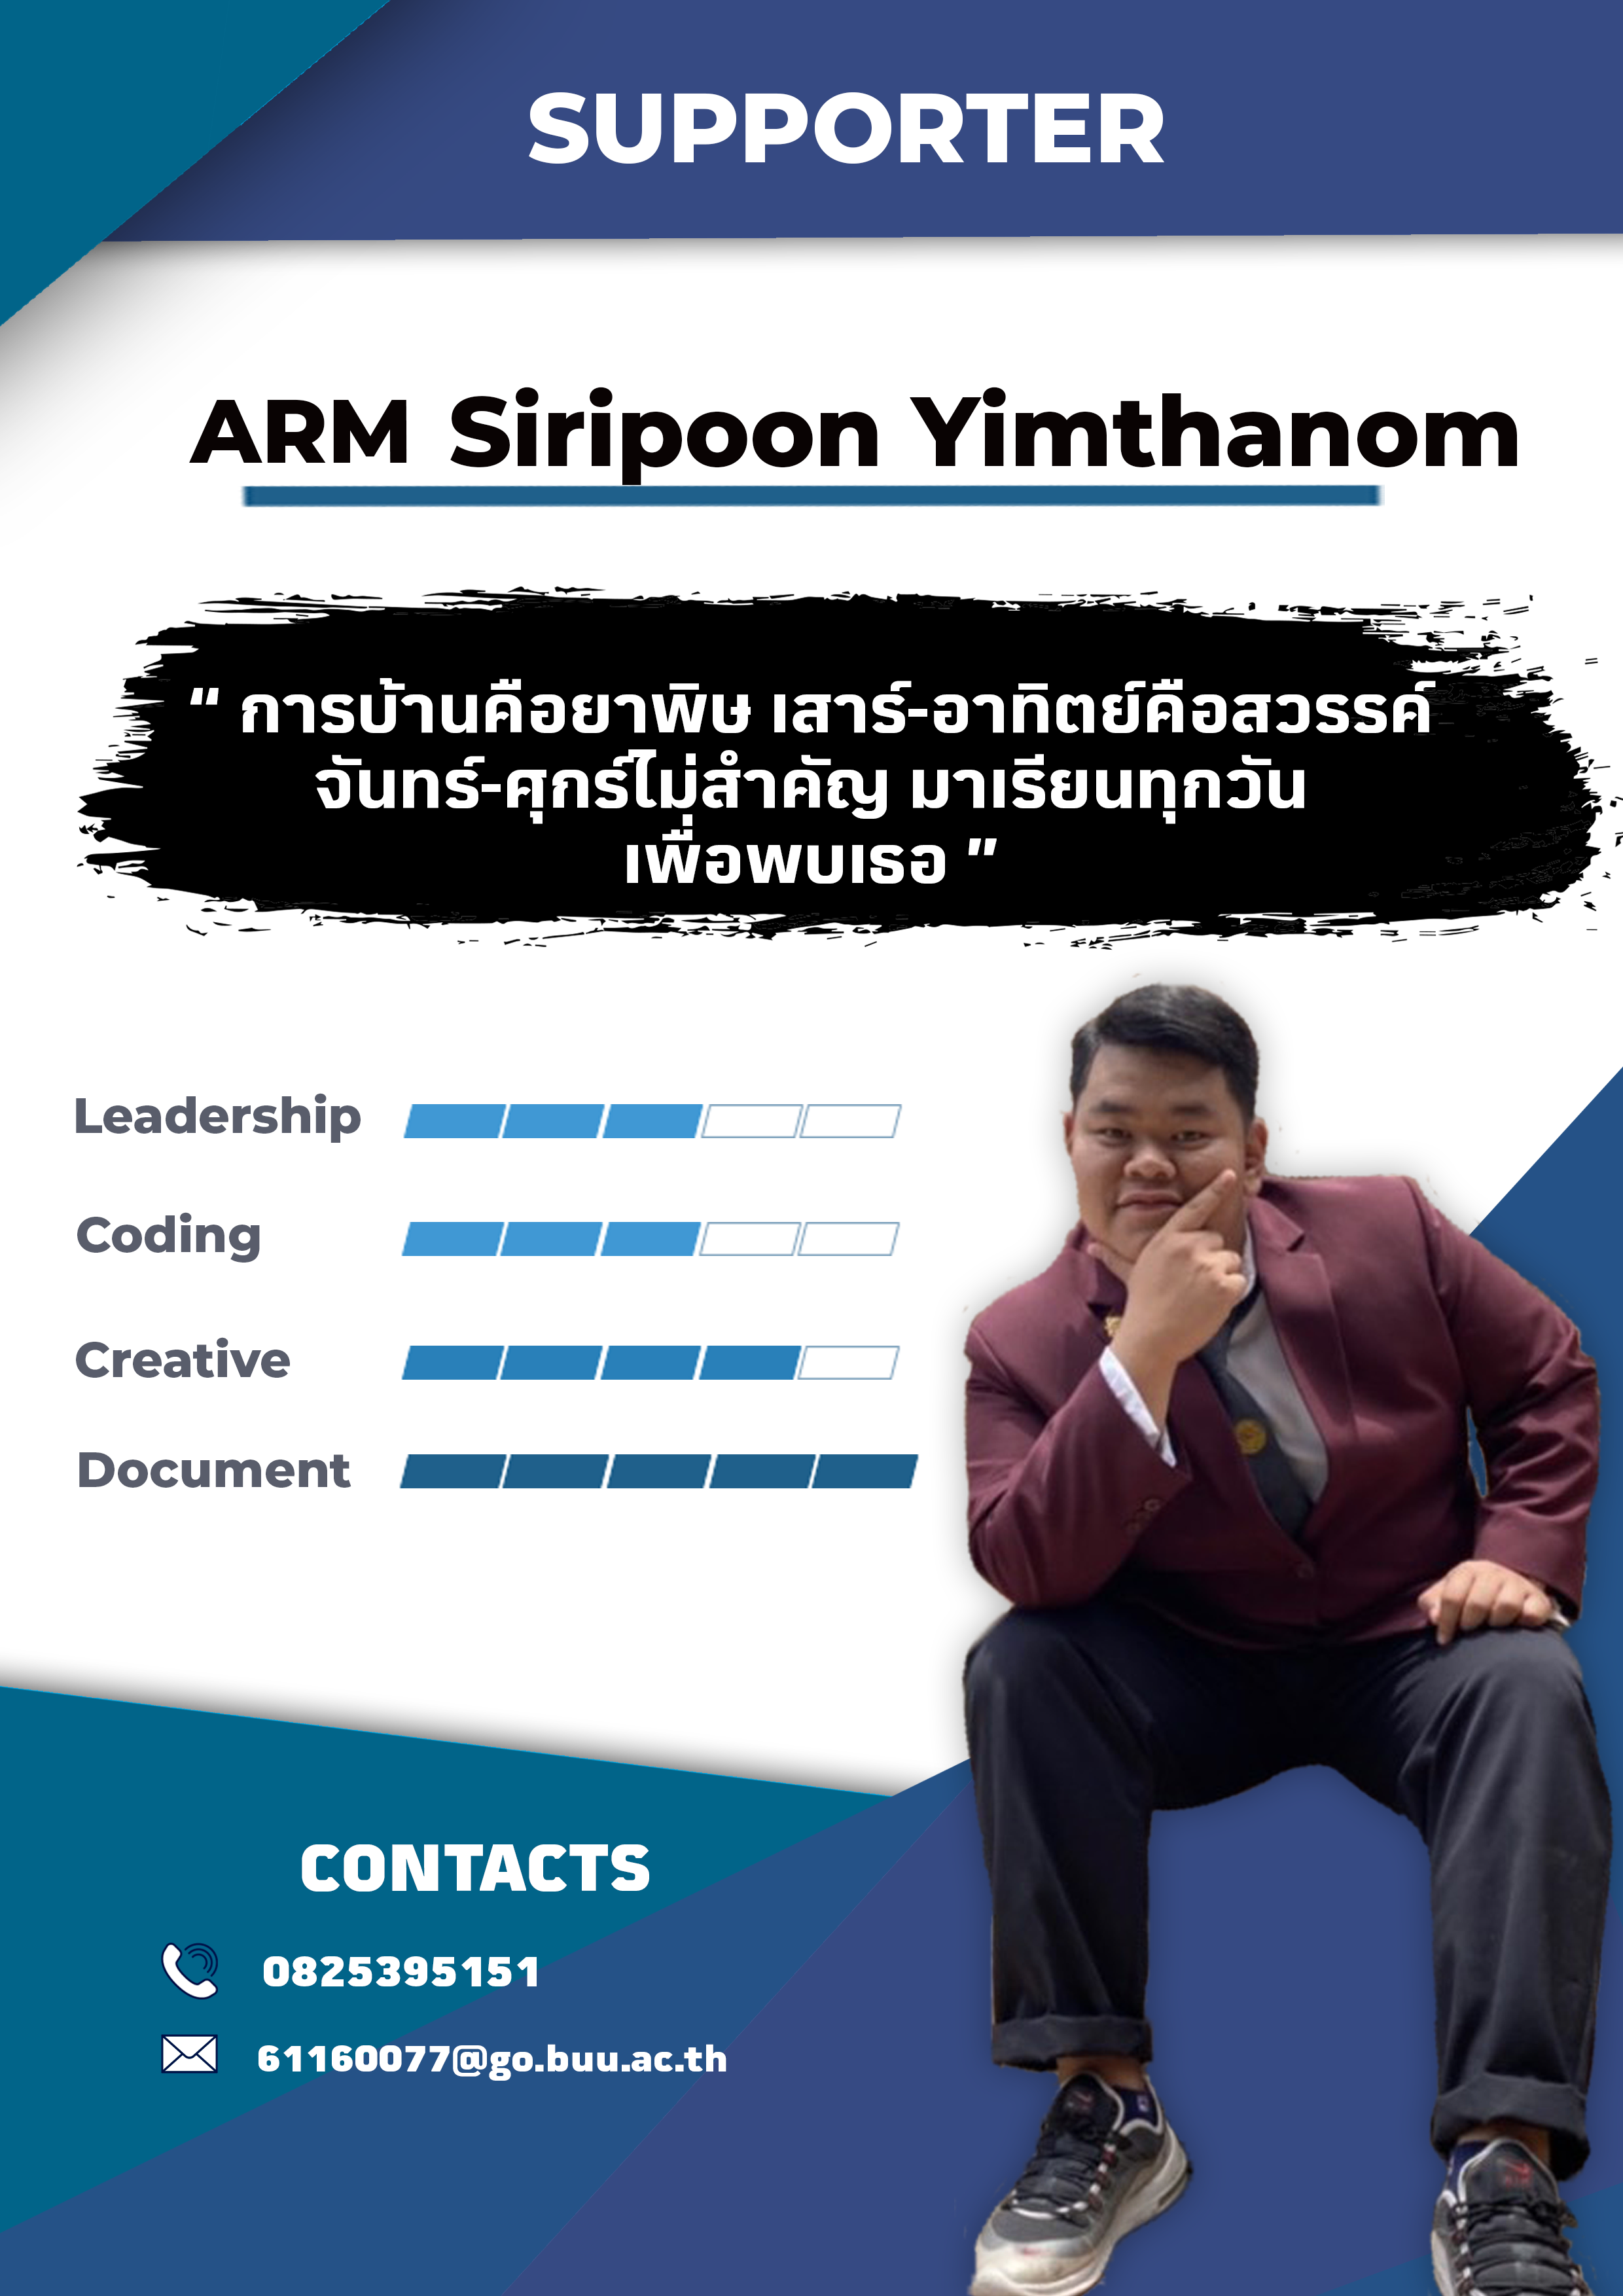 SUPPORTER
ARM Siripoon Yimthanom
“ การบ้านคือยาพิษ เสาร์-อาทิตย์คือสวรรค์
จันทร์-ศุกร์ไม่สำคัญ มาเรียนทุกวัน
เพื่อพบเธอ ”
Leadership
Coding
Creative
Document
CONTACTS
0825395151
61160077@go.buu.ac.th